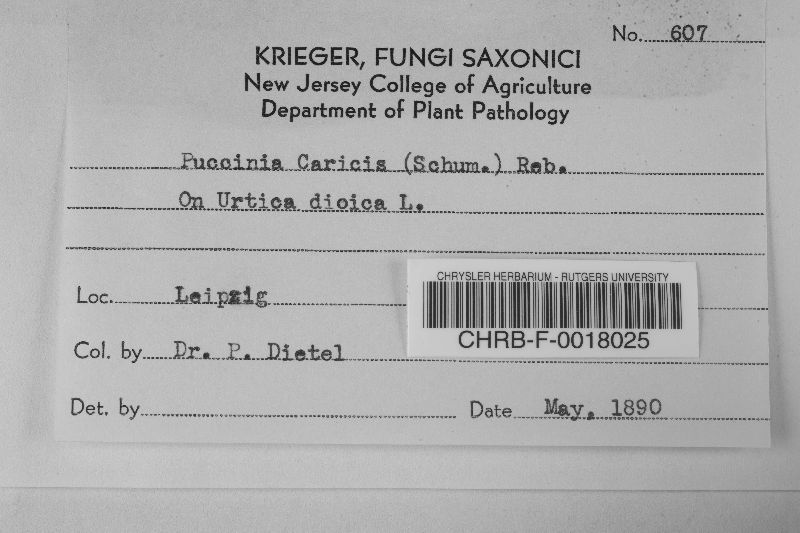 No. 607
KRIEGER, FUNGI SAXONICI
New Jersey College of Agriculture
Department of Plant Pathology
Puccinia Caricis (Schum.) Reb.
On Urtica dioica L.
Loc. Leipzig
CHRYSLER HERBARIUM - RUTGERS UNIVERSITY
CHRB-F-0018025
Col. by Dr. P. Dietel
Det. by
Date May, 1890